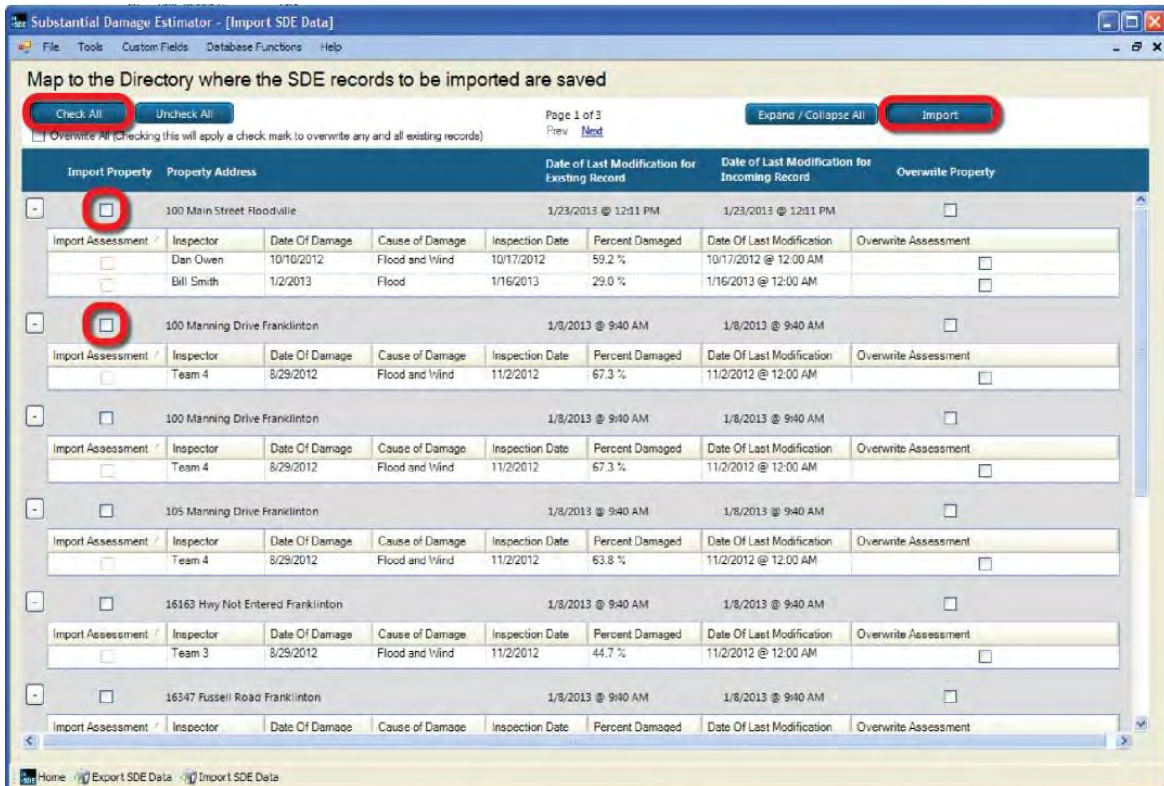 Substantial Damage Estimator - [Import SDE Data]
File Tools Custom Fields Database Functions Help
Map to the Directory where the SDE records to be imported are saved
Check All Uncheck All Page 1 of 3 Expand / Collapse All Import
Overwrite All (Checking this will apply a check mark to overwrite any and all existing records) Prev Next
Import Property Property Address Date of Last Modification for Existing Record Date of Last Modification for Incoming Record Overwrite Property
100 Main Street Floodville 1/23/2013 @ 12:11 PM 1/23/2013 @ 12:11 PM
Import Assessment Inspector Date Of Damage Cause of Damage Inspection Date Percent Damaged Date Of Last Modification Overwrite Assessment
Dan Owen 10/10/2012 Flood and Wind 10/17/2012 59.2 % 10/17/2012 @ 12:00 AM
Bill Smith 1/2/2013 Flood 1/16/2013 29.0 % 1/16/2013 @ 12:00 AM
100 Manning Drive Franklinton 1/8/2013 @ 9:40 AM 1/8/2013 @ 9:40 AM
Import Assessment Inspector Date Of Damage Cause of Damage Inspection Date Percent Damaged Date Of Last Modification Overwrite Assessment
Team 4 8/29/2012 Flood and Wind 11/2/2012 67.3 % 11/2/2012 @ 12:00 AM
100 Manning Drive Franklinton 1/8/2013 @ 9:40 AM 1/8/2013 @ 9:40 AM
Import Assessment Inspector Date Of Damage Cause of Damage Inspection Date Percent Damaged Date Of Last Modification Overwrite Assessment
Team 4 8/29/2012 Flood and Wind 11/2/2012 67.3 % 11/2/2012 @ 12:00 AM
105 Manning Drive Franklinton 1/8/2013 @ 9:40 AM 1/8/2013 @ 9:40 AM
Import Assessment Inspector Date Of Damage Cause of Damage Inspection Date Percent Damaged Date Of Last Modification Overwrite Assessment
Team 4 8/29/2012 Flood and Wind 11/2/2012 63.8 % 11/2/2012 @ 12:00 AM
16163 Hwy Not Entered Franklinton 1/8/2013 @ 9:40 AM 1/8/2013 @ 9:40 AM
Import Assessment Inspector Date Of Damage Cause of Damage Inspection Date Percent Damaged Date Of Last Modification Overwrite Assessment
Team 3 8/29/2012 Flood and Wind 11/2/2012 44.7 % 11/2/2012 @ 12:00 AM
16347 Fussell Road Franklinton 1/8/2013 @ 9:40 AM 1/8/2013 @ 9:40 AM
Import Assessment Inspector Date Of Damage Cause of Damage Inspection Date Percent Damaged Date Of Last Modification Overwrite Assessment
Home Export SDE Data Import SDE Data